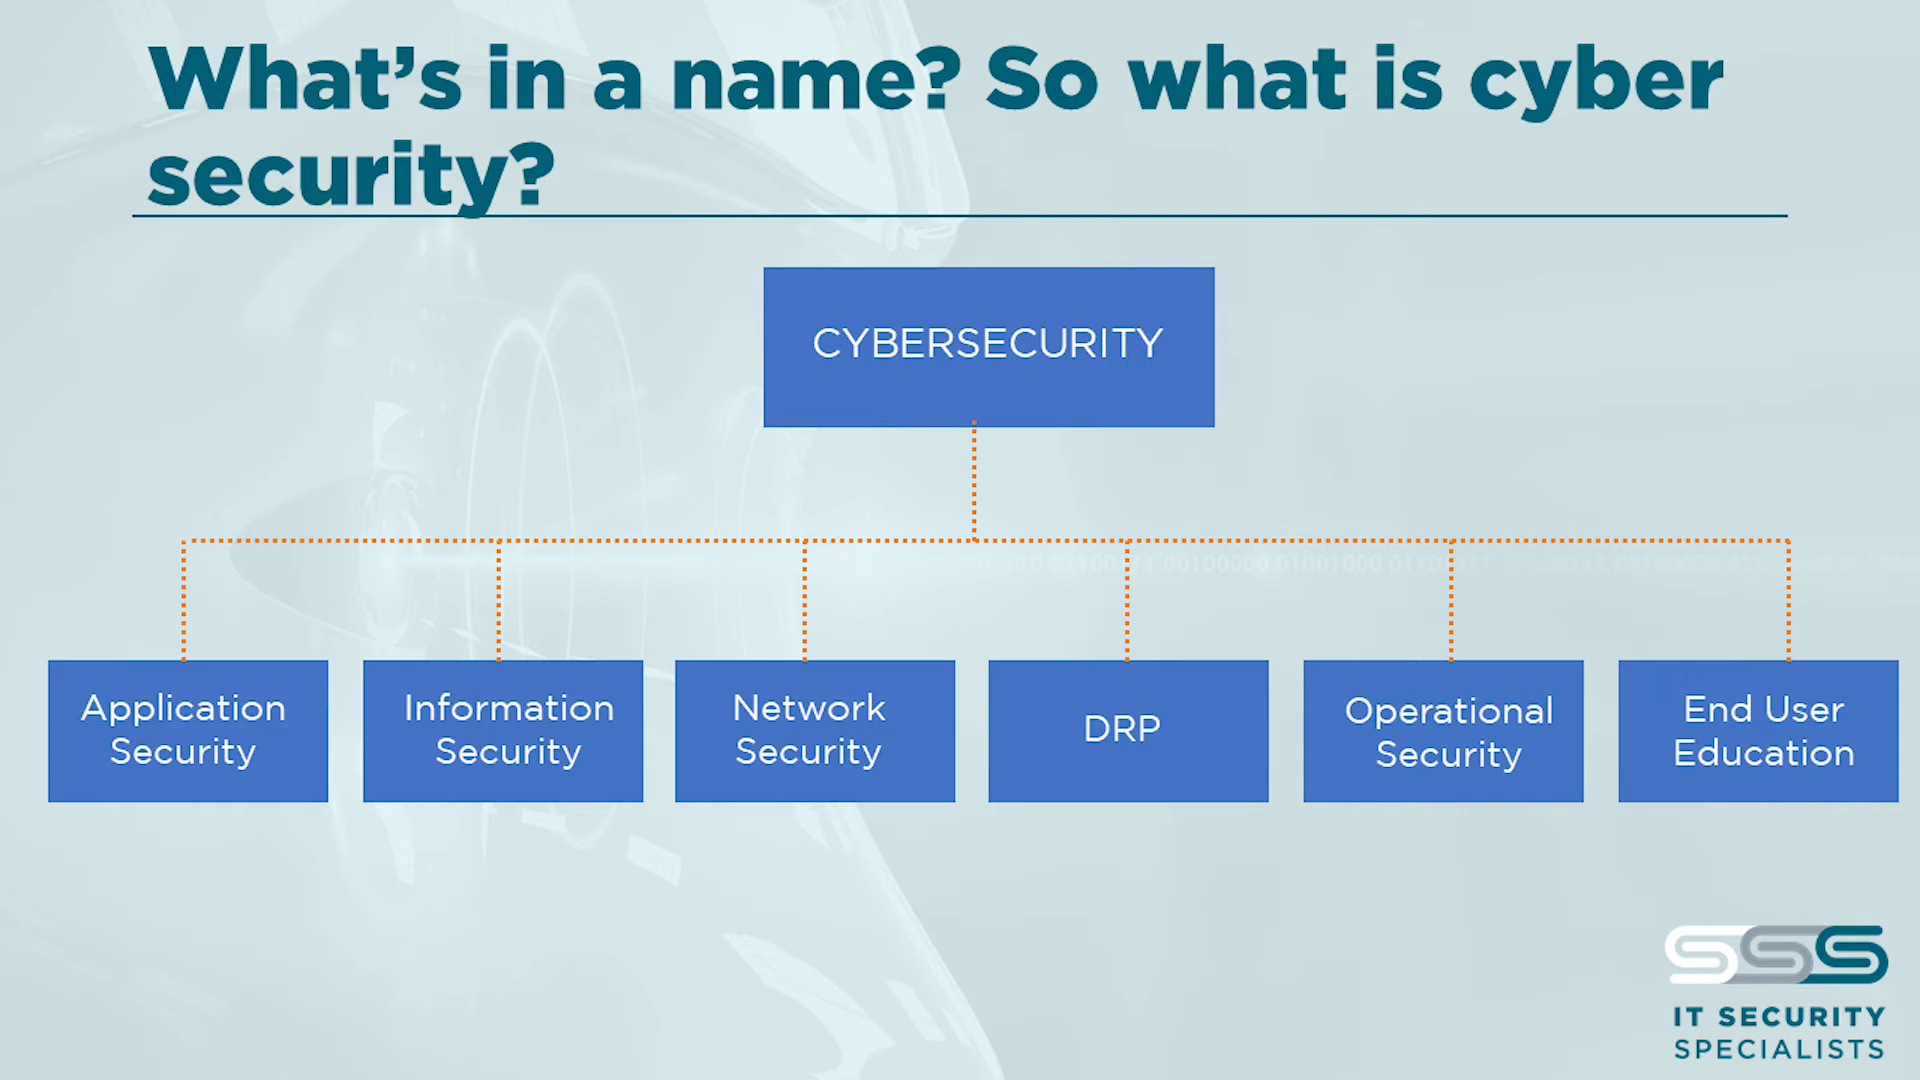 What’s in a name? So what is cyber
security?
CYBERSECURITY
Application
Security
Information
Security
Network
Security
DRP
Operational
Security
End User
Education
SSS
IT SECURITY
SPECIALISTS